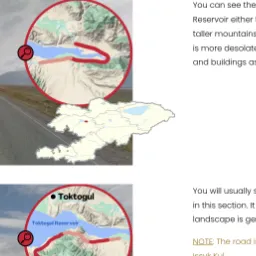 You can see the
Reservoir either
taller mountains
is more desolate
and buildings as
Toktogul
Toktogul Reservoir
You will usually s
in this section. It
landscape is ge
NOTE: The road i
Issyk Kul